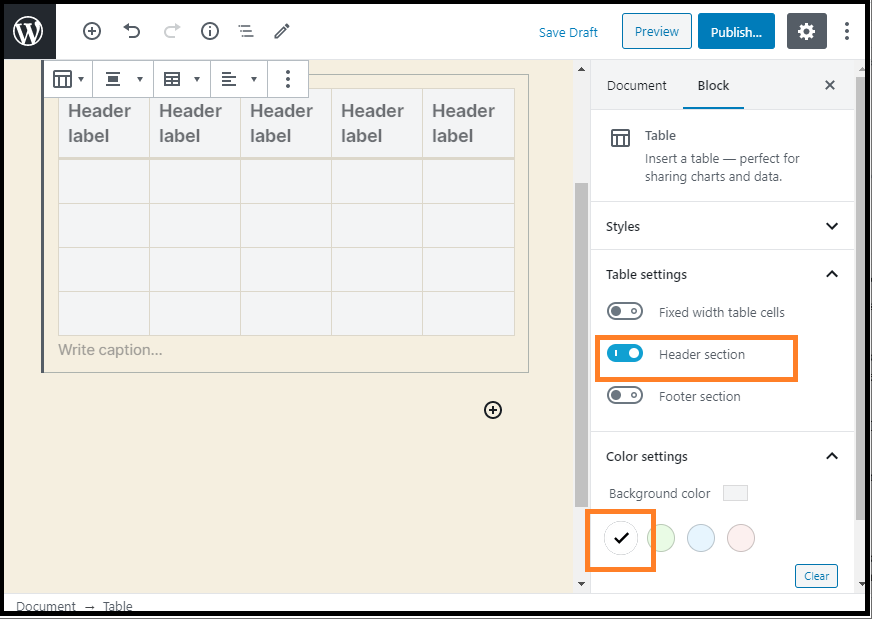 Save Draft
Preview
Publish...
Document
Block
Header label
Header label
Header label
Header label
Header label
Write caption...
Table
Insert a table — perfect for
sharing charts and data.
Styles
Table settings
Fixed width table cells
Header section
Footer section
Color settings
Background color
Clear
Document → Table